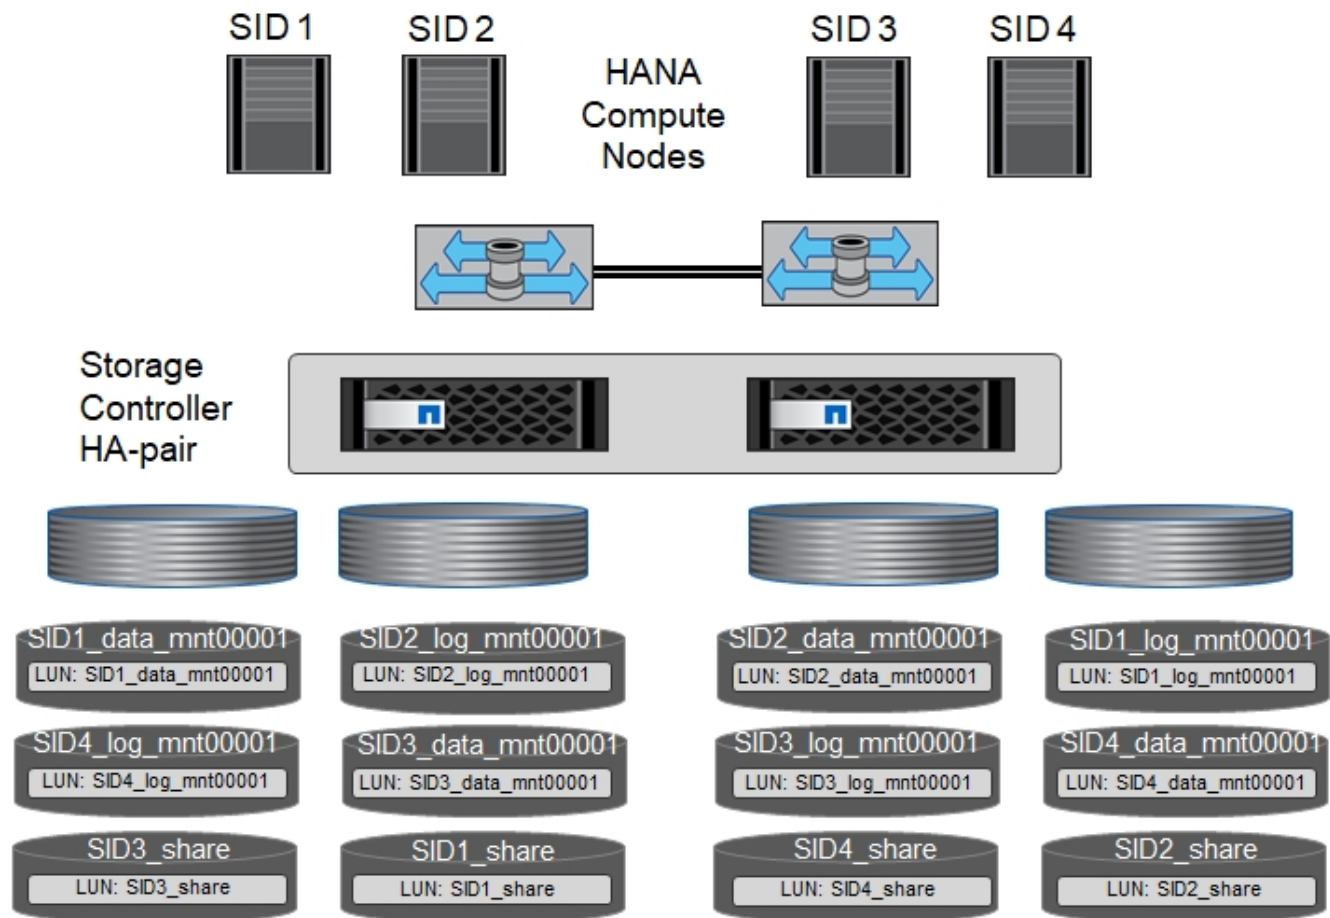 SID 1
SID 2
SID 3
SID 4
HANA
Compute
Nodes
Storage
Controller
HA-pair
SID1_data_mnt00001
LUN: SID1_data_mnt00001
SID2_log_mnt00001
LUN: SID2_log_mnt00001
SID2_data_mnt00001
LUN: SID2_data_mnt00001
SID1_log_mnt00001
LUN: SID1_log_mnt00001
SID4_log_mnt00001
LUN: SID4_log_mnt00001
SID3_data_mnt00001
LUN: SID3_data_mnt00001
SID3_log_mnt00001
LUN: SID3_log_mnt00001
SID4_data_mnt00001
LUN: SID4_data_mnt00001
SID3_share
LUN: SID3_share
SID1_share
LUN: SID1_share
SID4_share
LUN: SID4_share
SID2_share
LUN: SID2_share